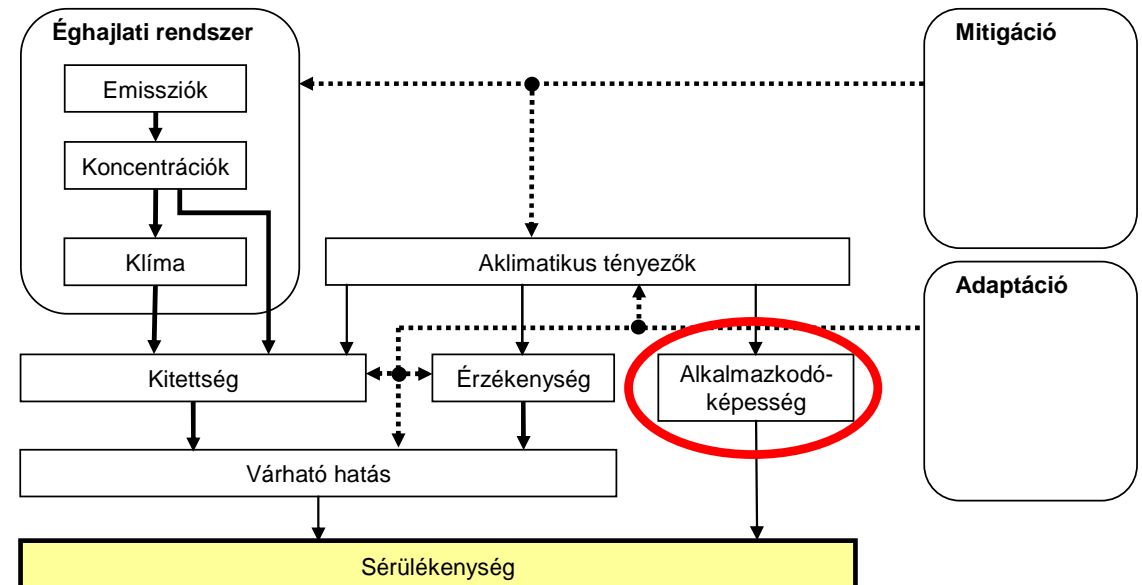 Éghajlati rendszer
Mitigáció
Emissziók
Koncentrációk
Klíma
Aklimatikus tényezők
Adaptáció
Kitettség
Érzékenység
Alkalmazkodó-
képesség
Várható hatás
Sérülékenység